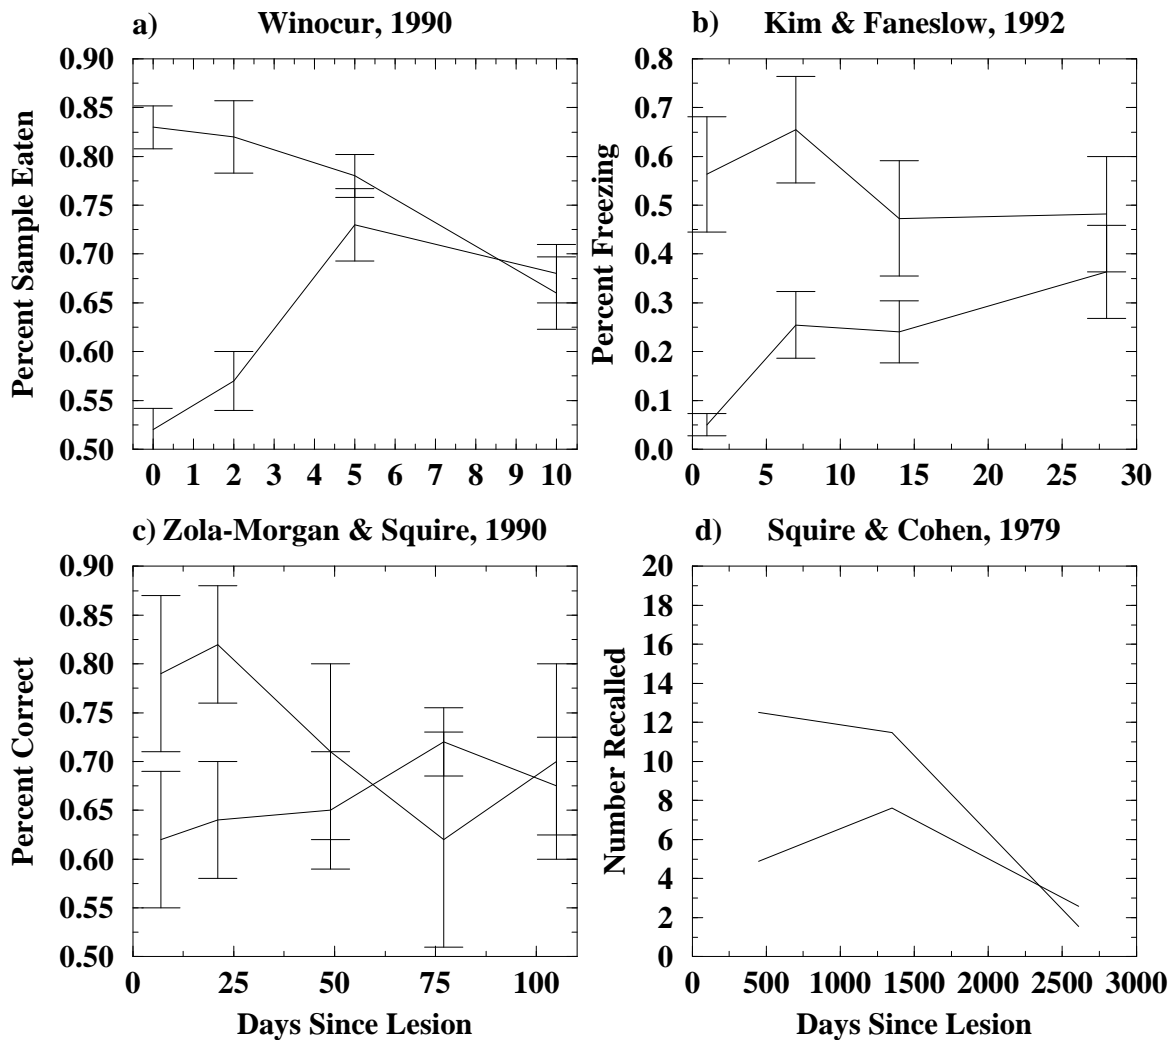 a) Winocur, 1990
Percent Sample Eaten
0.90
0.85
0.80
0.75
0.70
0.65
0.60
0.55
0.50
0 1 2 3 4 5 6 7 8 9 10
b) Kim & Faneslow, 1992
Percent Freezing
0.8
0.7
0.6
0.5
0.4
0.3
0.2
0.1
0.0
0 5 10 15 20 25 30
c) Zola-Morgan & Squire, 1990
Percent Correct
0.90
0.85
0.80
0.75
0.70
0.65
0.60
0.55
0.50
0 25 50 75 100
Days Since Lesion
d) Squire & Cohen, 1979
Number Recalled
20
18
16
14
12
10
8
6
4
2
0
0 500 1000 1500 2000 2500 3000
Days Since Lesion